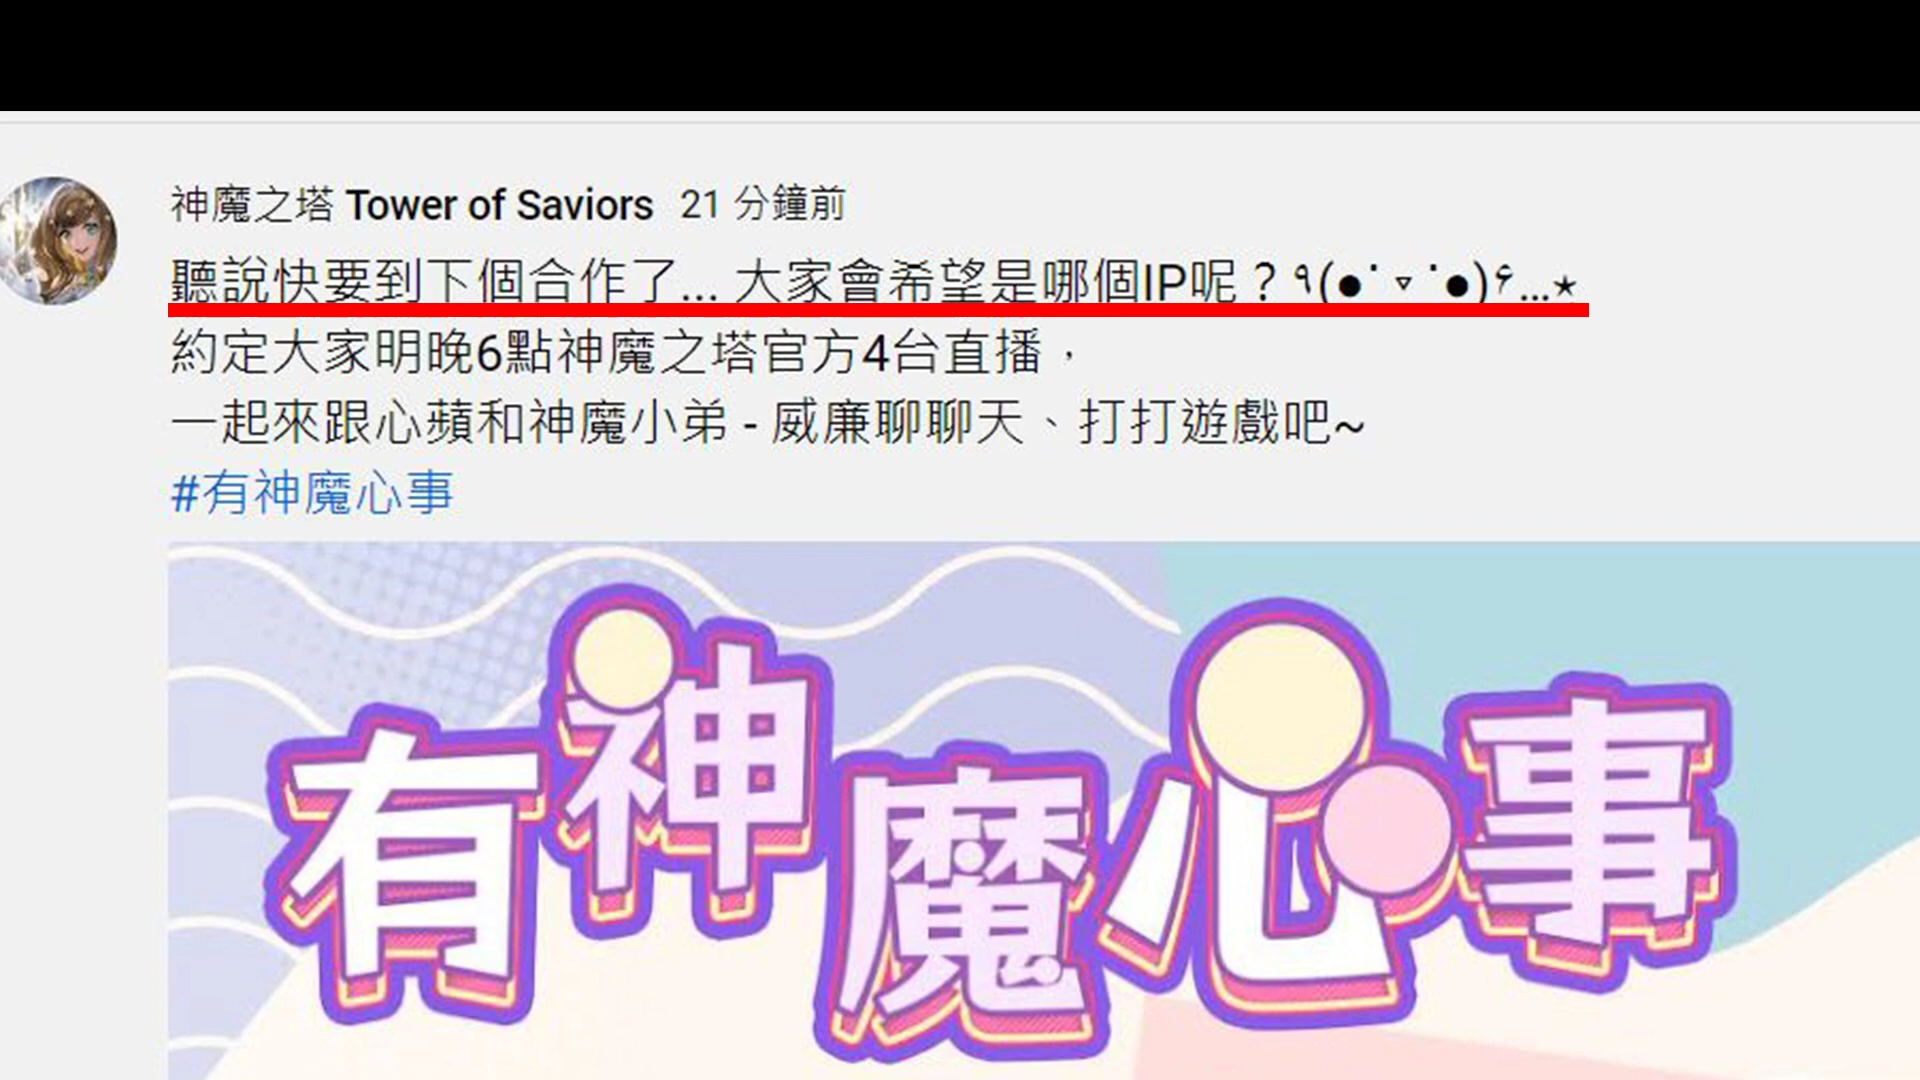 神魔之塔 Tower of Saviors 21 分鐘前
聽說快要到下個合作了... 大家會希望是哪個IP呢？٩(●˙▿˙●)۶…⋆
約定大家明晚6點神魔之塔官方4台直播，
一起來跟心蘋和神魔小弟 - 威廉聊聊天、打打遊戲吧~
#有神魔心事
有神魔心事